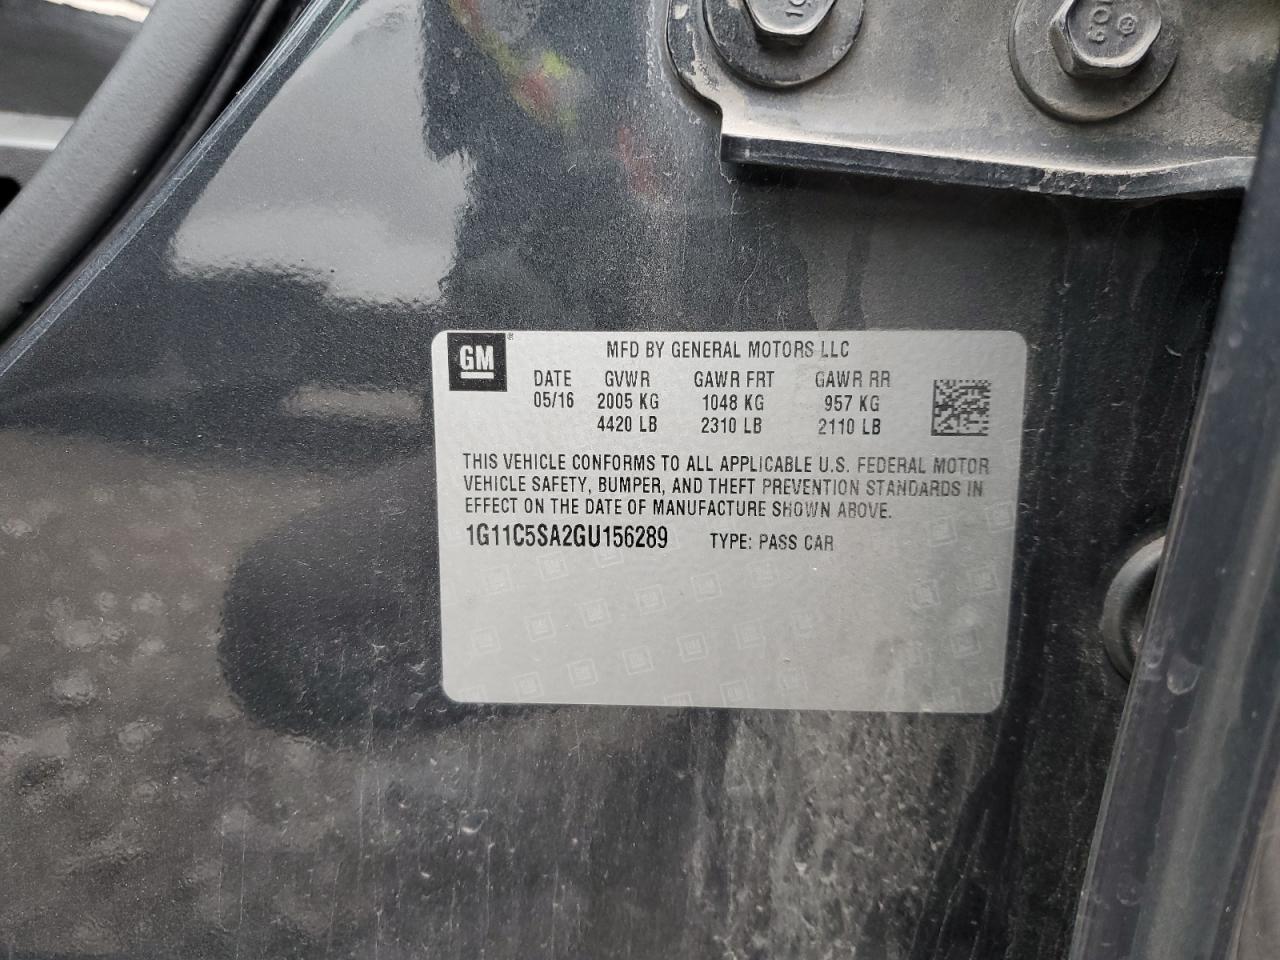 GM®
MFD BY GENERAL MOTORS LLC
DATE GVWR GAWR FRT GAWR RR
05/16 2005 KG 1048 KG 957 KG
4420 LB 2310 LB 2110 LB
THIS VEHICLE CONFORMS TO ALL APPLICABLE U.S. FEDERAL MOTOR
VEHICLE SAFETY, BUMPER, AND THEFT PREVENTION STANDARDS IN
EFFECT ON THE DATE OF MANUFACTURE SHOWN ABOVE.
1G11C5SA2GU156289 TYPE: PASS CAR